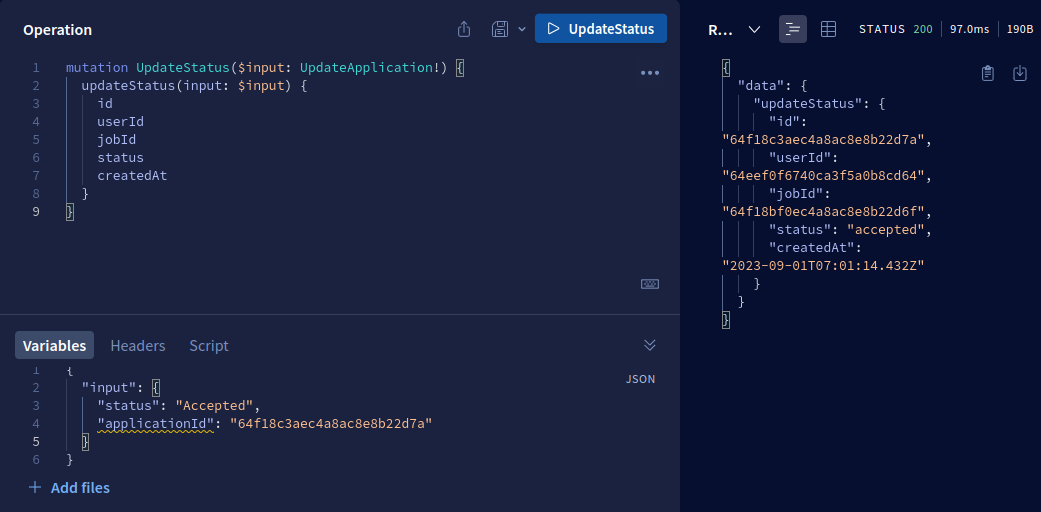 Operation
UpdateStatus
1 mutation UpdateStatus($input: UpdateApplication!) {
2 updateStatus(input: $input) {
3 id
4 userId
5 jobId
6 status
7 createdAt
8 }
9 }
Variables Headers Script
JSON
1 {
2 "input": {
3 "status": "Accepted",
4 "applicationId": "64f18c3aec4a8ac8e8b22d7a"
5 }
6 }
+ Add files
R... STATUS 200 97.0ms 190B
{
"data": {
"updateStatus": {
"id":
"64f18c3aec4a8ac8e8b22d7a",
"userId":
"64eef0f6740ca3f5a0b8cd64",
"jobId":
"64f18bf0ec4a8ac8e8b22d6f",
"status": "accepted",
"createdAt":
"2023-09-01T07:01:14.432Z"
}
}
}